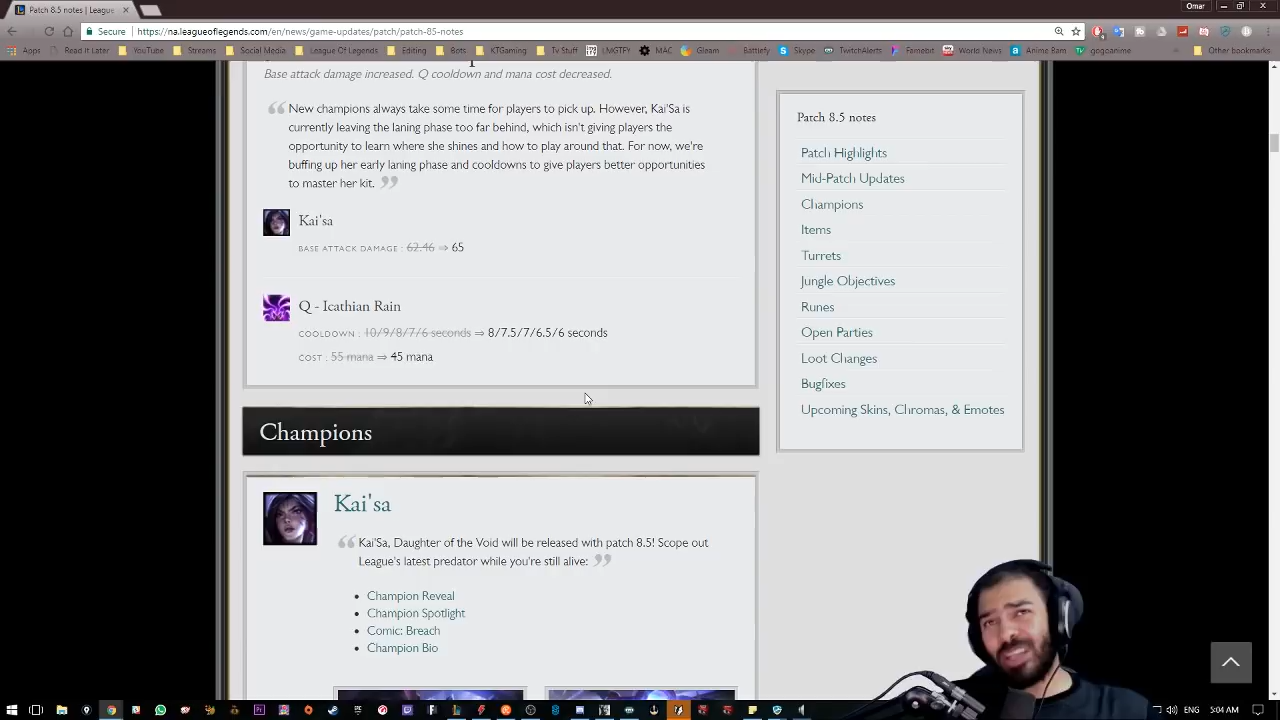 Patch 8.5 notes | League
Omar
Secure | https://na.leagueoflegends.com/en/news/game-updates/patch/patch-85-notes
Apps Read It Later YouTube Streams Social Media League Of Legends Editing Bots KTGaming Tv Stuff LMGTFY MAC Gleam Battlefy Skype TwitchAlerts Famebit World News Anime Bam gogoanime Other bookmarks
Base attack damage increased. Q cooldown and mana cost decreased.
New champions always take some time for players to pick up. However, Kai'Sa is
currently leaving the laning phase too far behind, which isn't giving players the
opportunity to learn where she shines and how to play around that. For now, we're
buffing up her early laning phase and cooldowns to give players better opportunities
to master her kit.
Kai'sa
BASE ATTACK DAMAGE : 62.46 ⇒ 65
Q - Icathian Rain
COOLDOWN : 10/9/8/7/6 seconds ⇒ 8/7.5/7/6.5/6 seconds
COST : 55 mana ⇒ 45 mana
Champions
Kai'sa
Kai'Sa, Daughter of the Void will be released with patch 8.5! Scope out
League's latest predator while you're still alive:
• Champion Reveal
• Champion Spotlight
• Comic: Breach
• Champion Bio
Patch 8.5 notes
Patch Highlights
Mid-Patch Updates
Champions
Items
Turrets
Jungle Objectives
Runes
Open Parties
Loot Changes
Bugfixes
Upcoming Skins, Chromas, & Emotes
ENG 5:04 AM